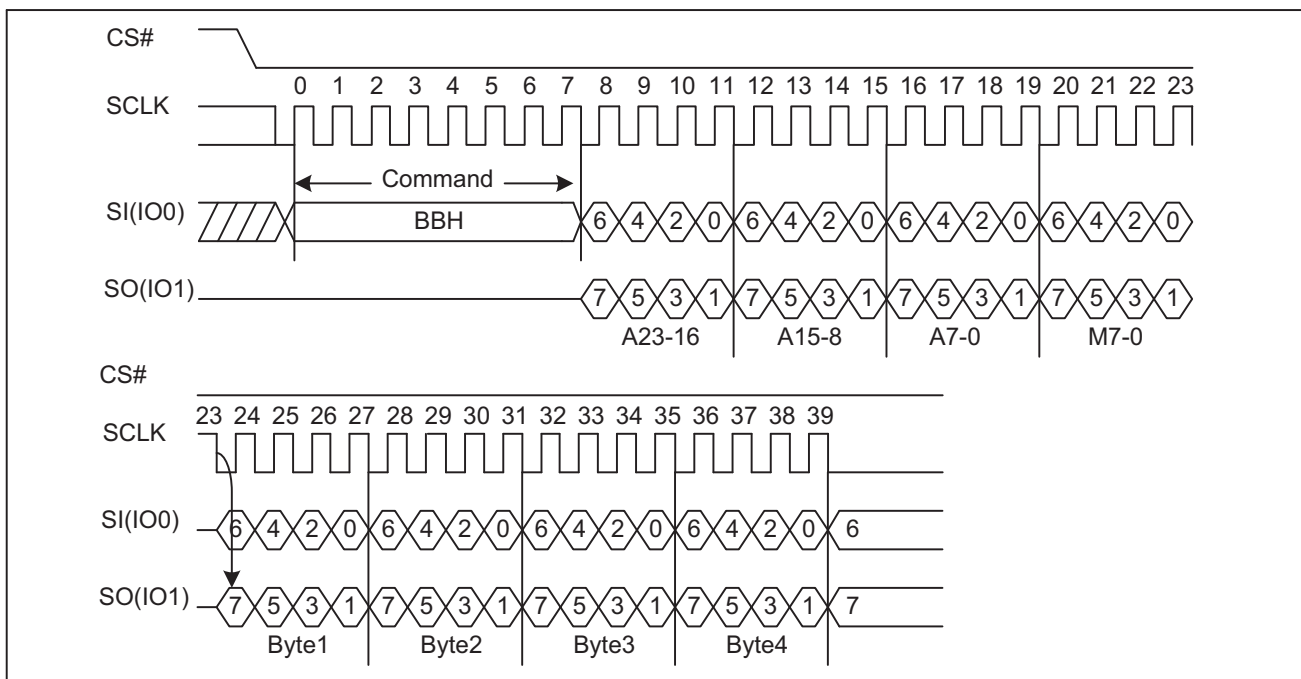 CS#
0 1 2 3 4 5 6 7 8 9 10 11 12 13 14 15 16 17 18 19 20 21 22 23
SCLK
Command
SI(IO0) BBH 6 4 2 0 6 4 2 0 6 4 2 0 6 4 2 0
SO(IO1) 7 5 3 1 7 5 3 1 7 5 3 1 7 5 3 1
A23-16 A15-8 A7-0 M7-0
CS#
23 24 25 26 27 28 29 30 31 32 33 34 35 36 37 38 39
SCLK
SI(IO0) 6 4 2 0 6 4 2 0 6 4 2 0 6 4 2 0 6
SO(IO1) 7 5 3 1 7 5 3 1 7 5 3 1 7 5 3 1 7
Byte1 Byte2 Byte3 Byte4